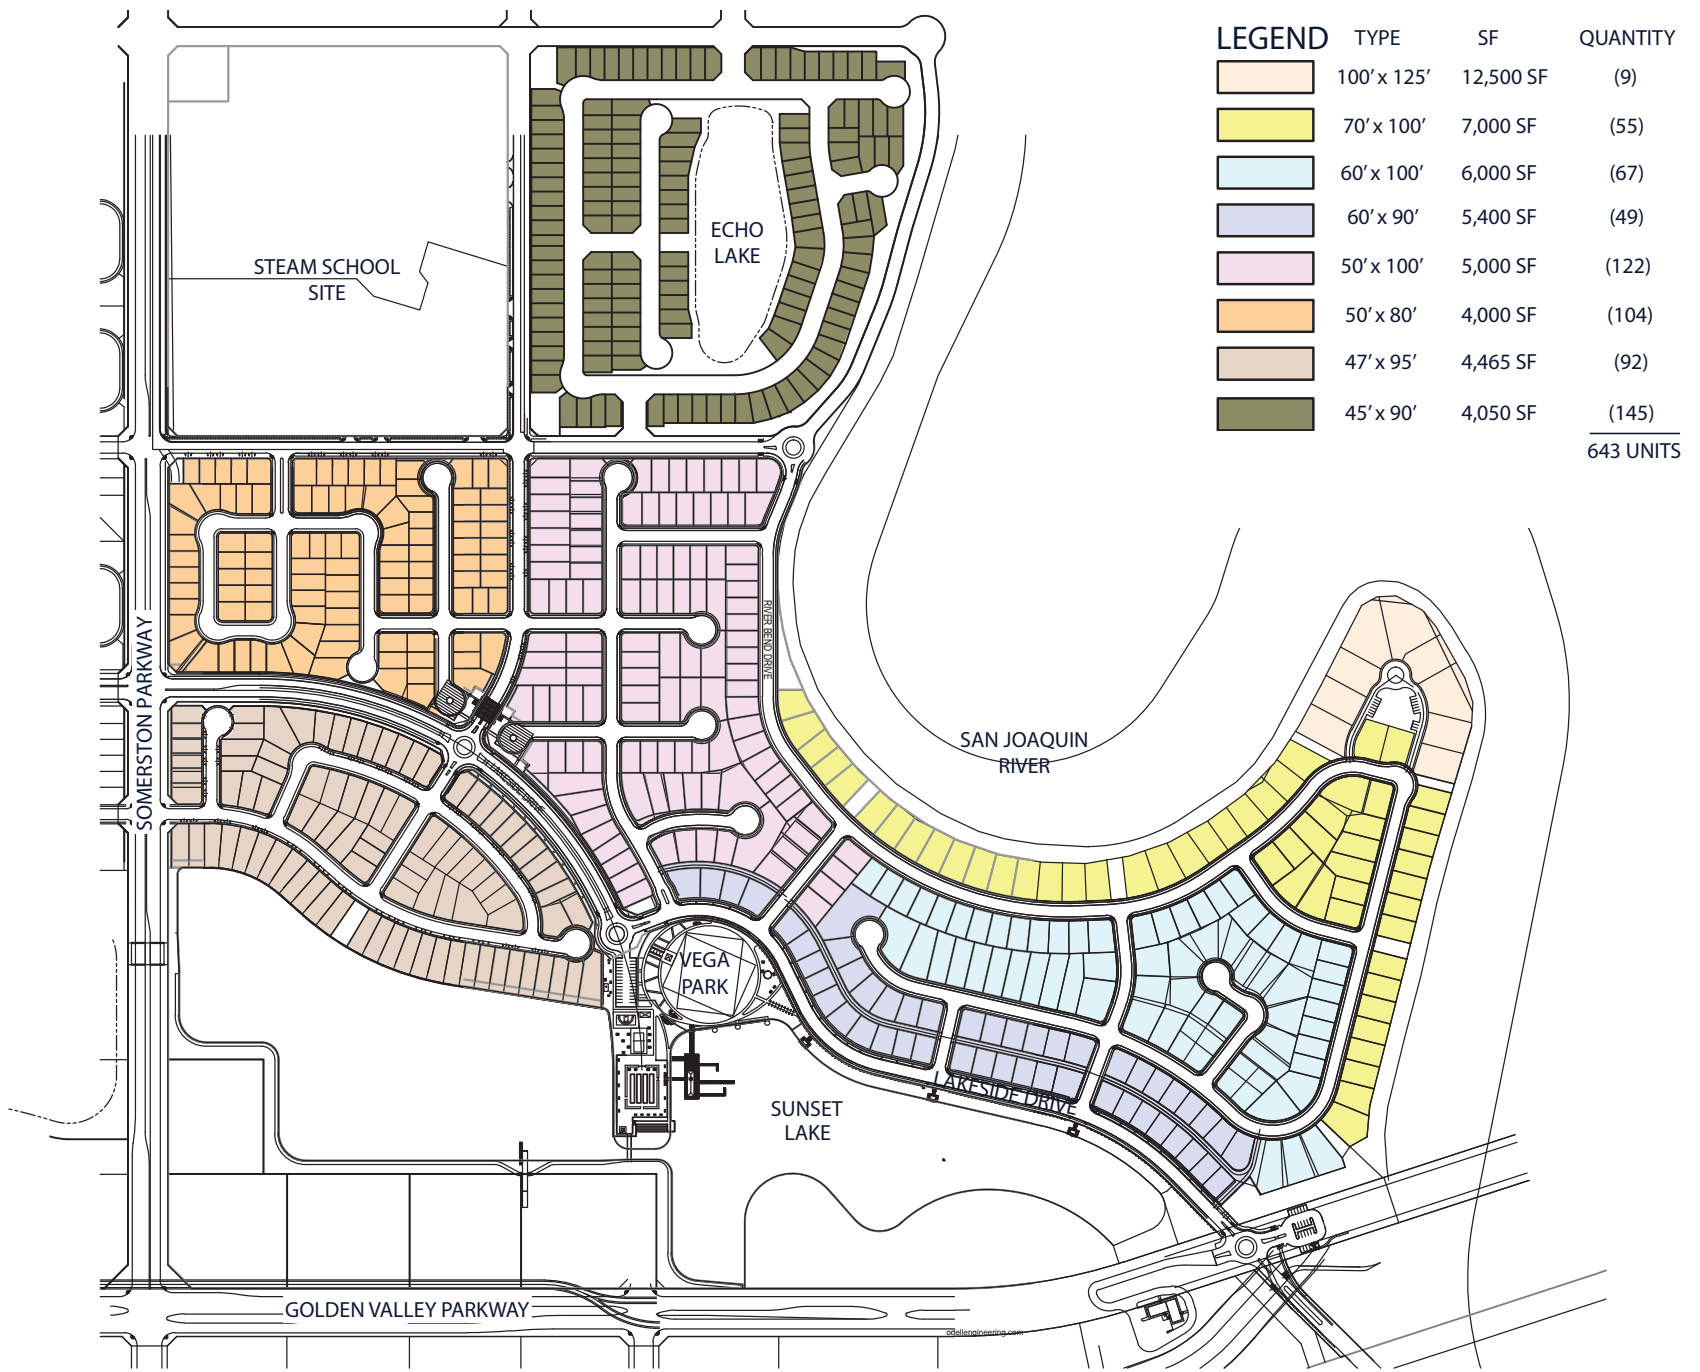 LEGEND TYPE SF QUANTITY
100' x 125' 12,500 SF (9)
70' x 100' 7,000 SF (55)
60' x 100' 6,000 SF (67)
60' x 90' 5,400 SF (49)
50' x 100' 5,000 SF (122)
50' x 80' 4,000 SF (104)
47' x 95' 4,465 SF (92)
45' x 90' 4,050 SF (145)
643 UNITS
ECHO
LAKE
STEAM SCHOOL
SITE
SOMERSTON PARKWAY
RIVER BEND DRIVE
SAN JOAQUIN
RIVER
LAKESIDE DRIVE
VEGA
PARK
LAKESIDE DRIVE
SUNSET
LAKE
GOLDEN VALLEY PARKWAY
odellengineering.com